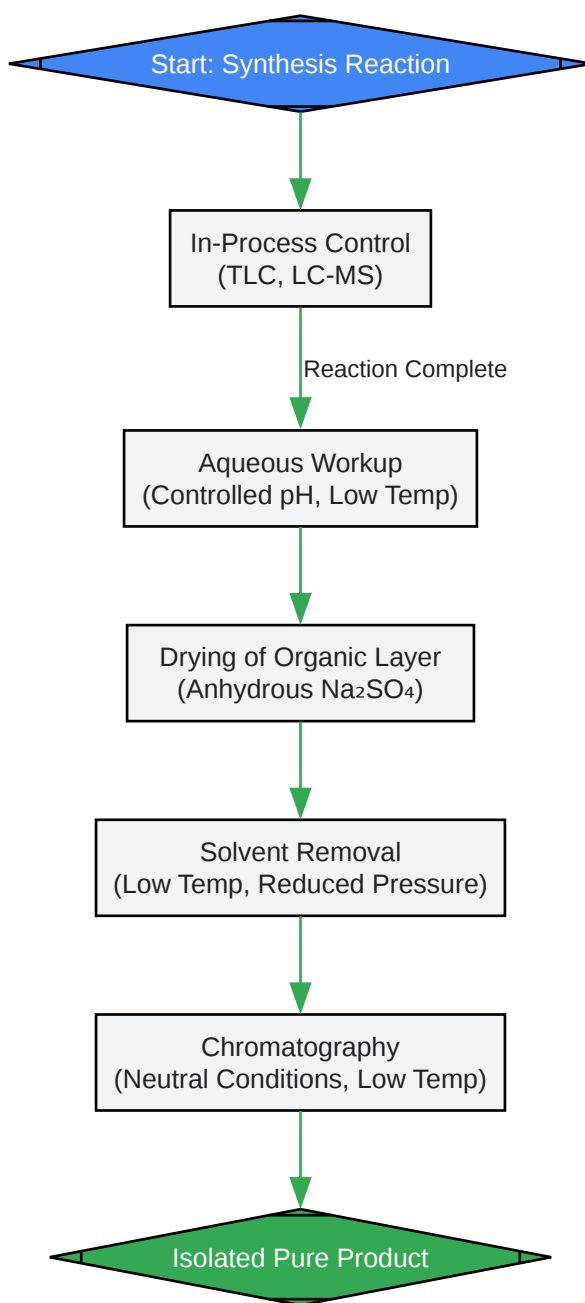 Start: Synthesis Reaction
In-Process Control
(TLC, LC-MS)
Reaction Complete
Aqueous Workup
(Controlled pH, Low Temp)
Drying of Organic Layer
(Anhydrous Na₂SO₄)
Solvent Removal
(Low Temp, Reduced Pressure)
Chromatography
(Neutral Conditions, Low Temp)
Isolated Pure Product